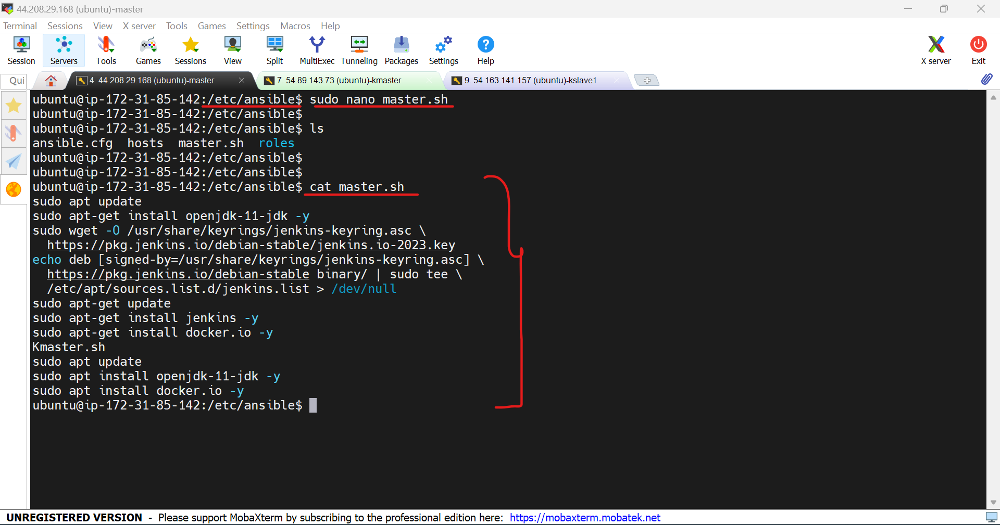 44.208.29.168 (ubuntu)-master
Terminal Sessions View X server Tools Games Settings Macros Help
Session Servers Tools Games Sessions View Split MultiExec Tunneling Packages Settings Help X server Exit
Qui 4. 44.208.29.168 (ubuntu)-master 7. 54.89.143.73 (ubuntu)-kmaster 9. 54.163.141.157 (ubuntu)-kslave1
ubuntu@ip-172-31-85-142:/etc/ansible$ sudo nano master.sh
ubuntu@ip-172-31-85-142:/etc/ansible$
ubuntu@ip-172-31-85-142:/etc/ansible$ ls
ansible.cfg  hosts  master.sh  roles
ubuntu@ip-172-31-85-142:/etc/ansible$
ubuntu@ip-172-31-85-142:/etc/ansible$
ubuntu@ip-172-31-85-142:/etc/ansible$ cat master.sh
sudo apt update
sudo apt-get install openjdk-11-jdk -y
sudo wget -O /usr/share/keyrings/jenkins-keyring.asc \
  https://pkg.jenkins.io/debian-stable/jenkins.io-2023.key
echo deb [signed-by=/usr/share/keyrings/jenkins-keyring.asc] \
  https://pkg.jenkins.io/debian-stable binary/ | sudo tee \
  /etc/apt/sources.list.d/jenkins.list > /dev/null
sudo apt-get update
sudo apt-get install jenkins -y
sudo apt-get install docker.io -y
Kmaster.sh
sudo apt update
sudo apt install openjdk-11-jdk -y
sudo apt install docker.io -y
ubuntu@ip-172-31-85-142:/etc/ansible$
UNREGISTERED VERSION - Please support MobaXterm by subscribing to the professional edition here: https://mobaxterm.mobatek.net